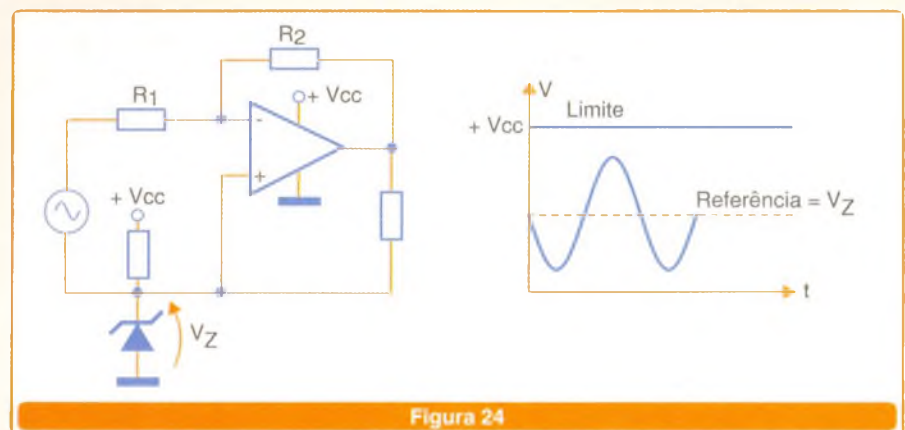 R2
R1
+ Vcc
-
+
+ Vcc
VZ
V
Limite
+ Vcc
Referência = VZ
t
Figura 24